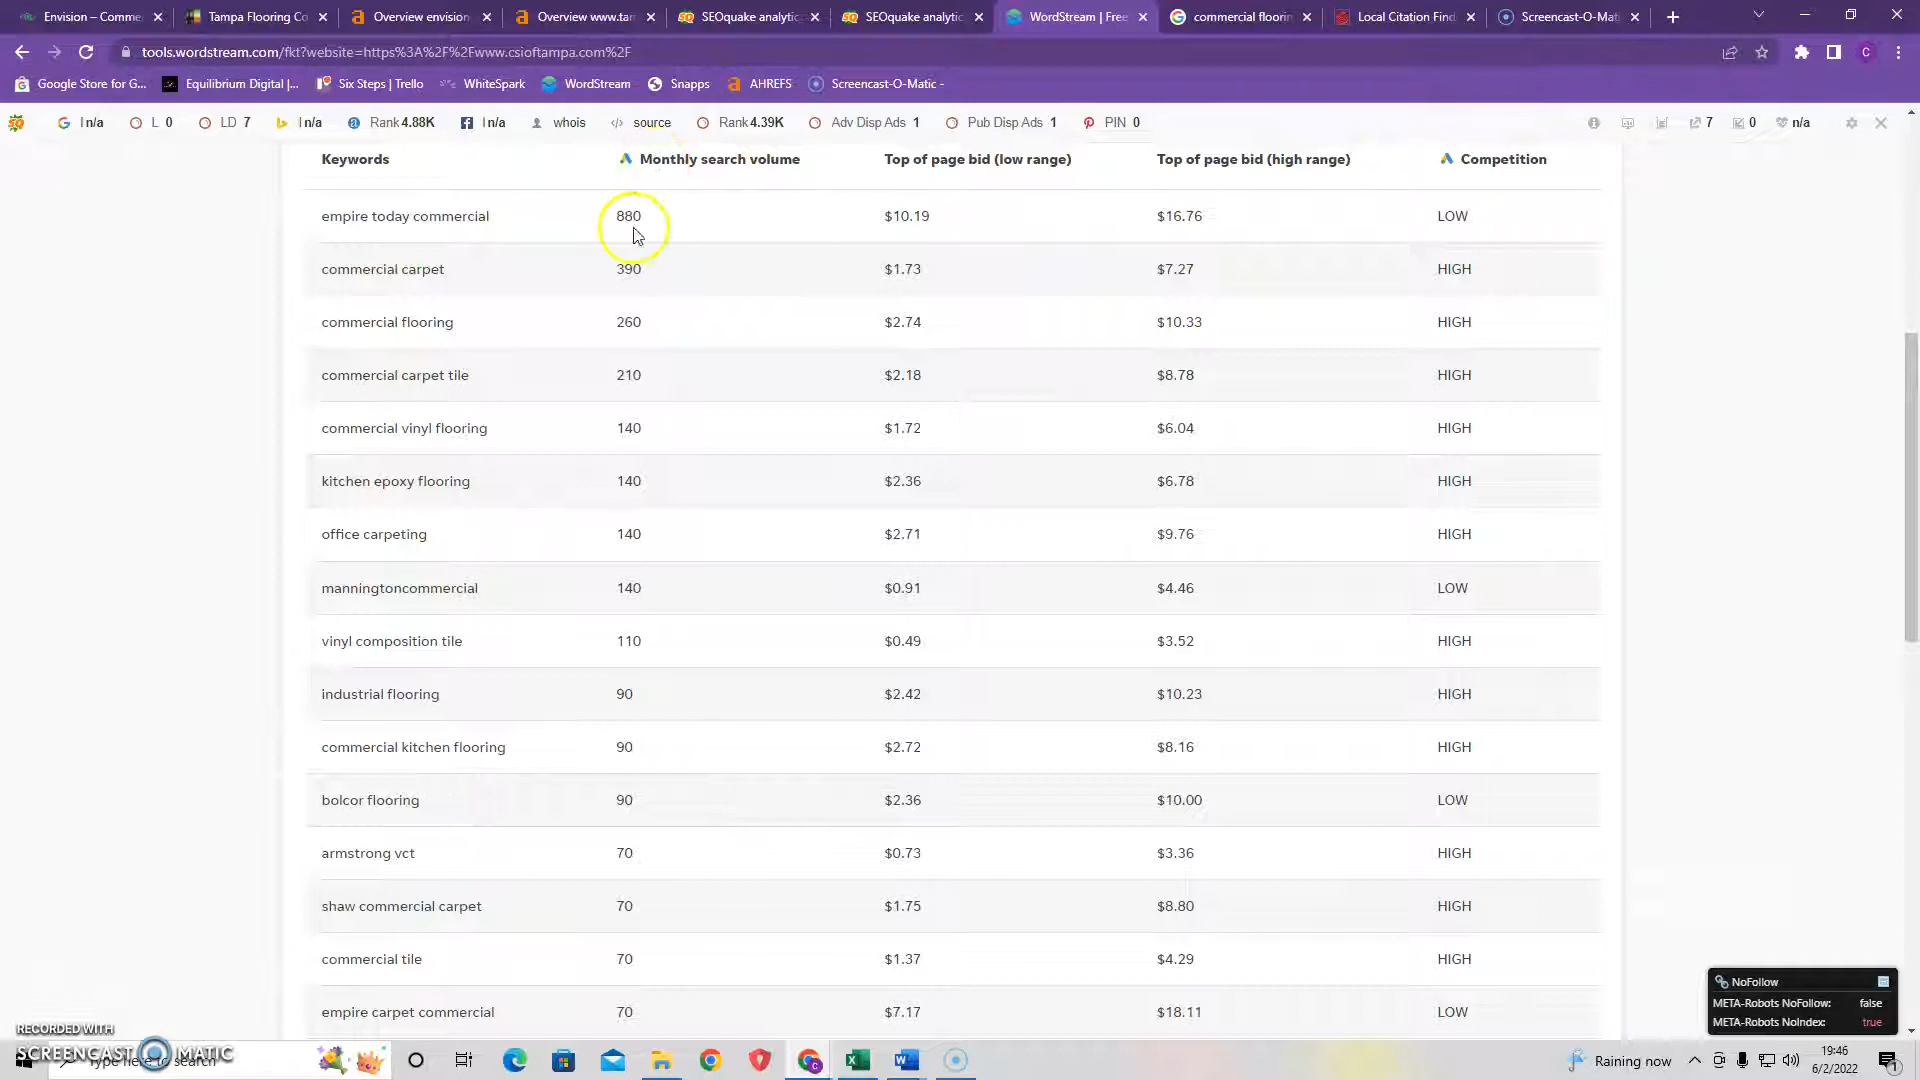 Envision – Comme
Tampa Flooring Co
Overview envision
Overview www.tam
SEOquake analytic
SEOquake analytic
WordStream | Free
commercial floorin
Local Citation Find
Screencast-O-Mati
tools.wordstream.com/fkt?website=https%3A%2F%2Fwww.csioftampa.com%2F
C
Google Store for G...
Equilibrium Digital |...
Six Steps | Trello
WhiteSpark
WordStream
Snapps
AHREFS
Screencast-O-Matic -
I n/a
L 0
LD 7
I n/a
Rank 4.88K
I n/a
whois
source
Rank 4.39K
Adv Disp Ads 1
Pub Disp Ads 1
PIN 0
7
0
n/a
Keywords Monthly search volume Top of page bid (low range) Top of page bid (high range) Competition
empire today commercial 880 $10.19 $16.76 LOW
commercial carpet 390 $1.73 $7.27 HIGH
commercial flooring 260 $2.74 $10.33 HIGH
commercial carpet tile 210 $2.18 $8.78 HIGH
commercial vinyl flooring 140 $1.72 $6.04 HIGH
kitchen epoxy flooring 140 $2.36 $6.78 HIGH
office carpeting 140 $2.71 $9.76 HIGH
manningtoncommercial 140 $0.91 $4.46 LOW
vinyl composition tile 110 $0.49 $3.52 HIGH
industrial flooring 90 $2.42 $10.23 HIGH
commercial kitchen flooring 90 $2.72 $8.16 HIGH
bolcor flooring 90 $2.36 $10.00 LOW
armstrong vct 70 $0.73 $3.36 HIGH
shaw commercial carpet 70 $1.75 $8.80 HIGH
commercial tile 70 $1.37 $4.29 HIGH
empire carpet commercial 70 $7.17 $18.11 LOW
NoFollow
META-Robots NoFollow: false
META-Robots NoIndex: true
RECORDED WITH
SCREENCAST MATIC
Type here to search
Raining now
19:46
6/2/2022
1